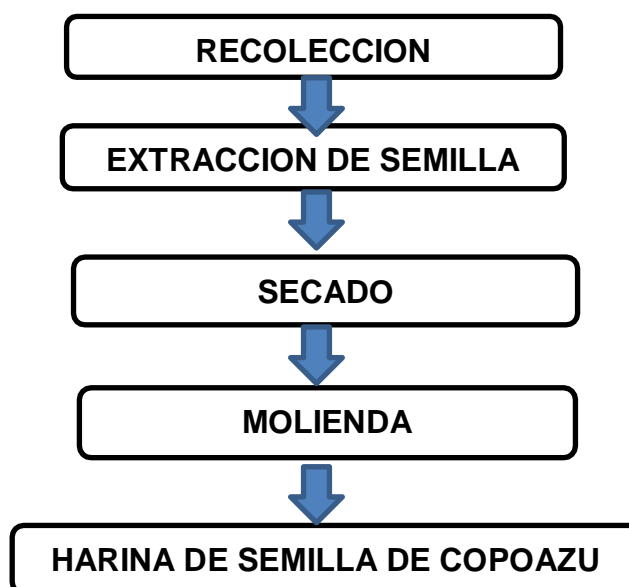 RECOLECCION
EXTRACCION DE SEMILLA
SECADO
MOLIENDA
HARINA DE SEMILLA DE COPOAZU